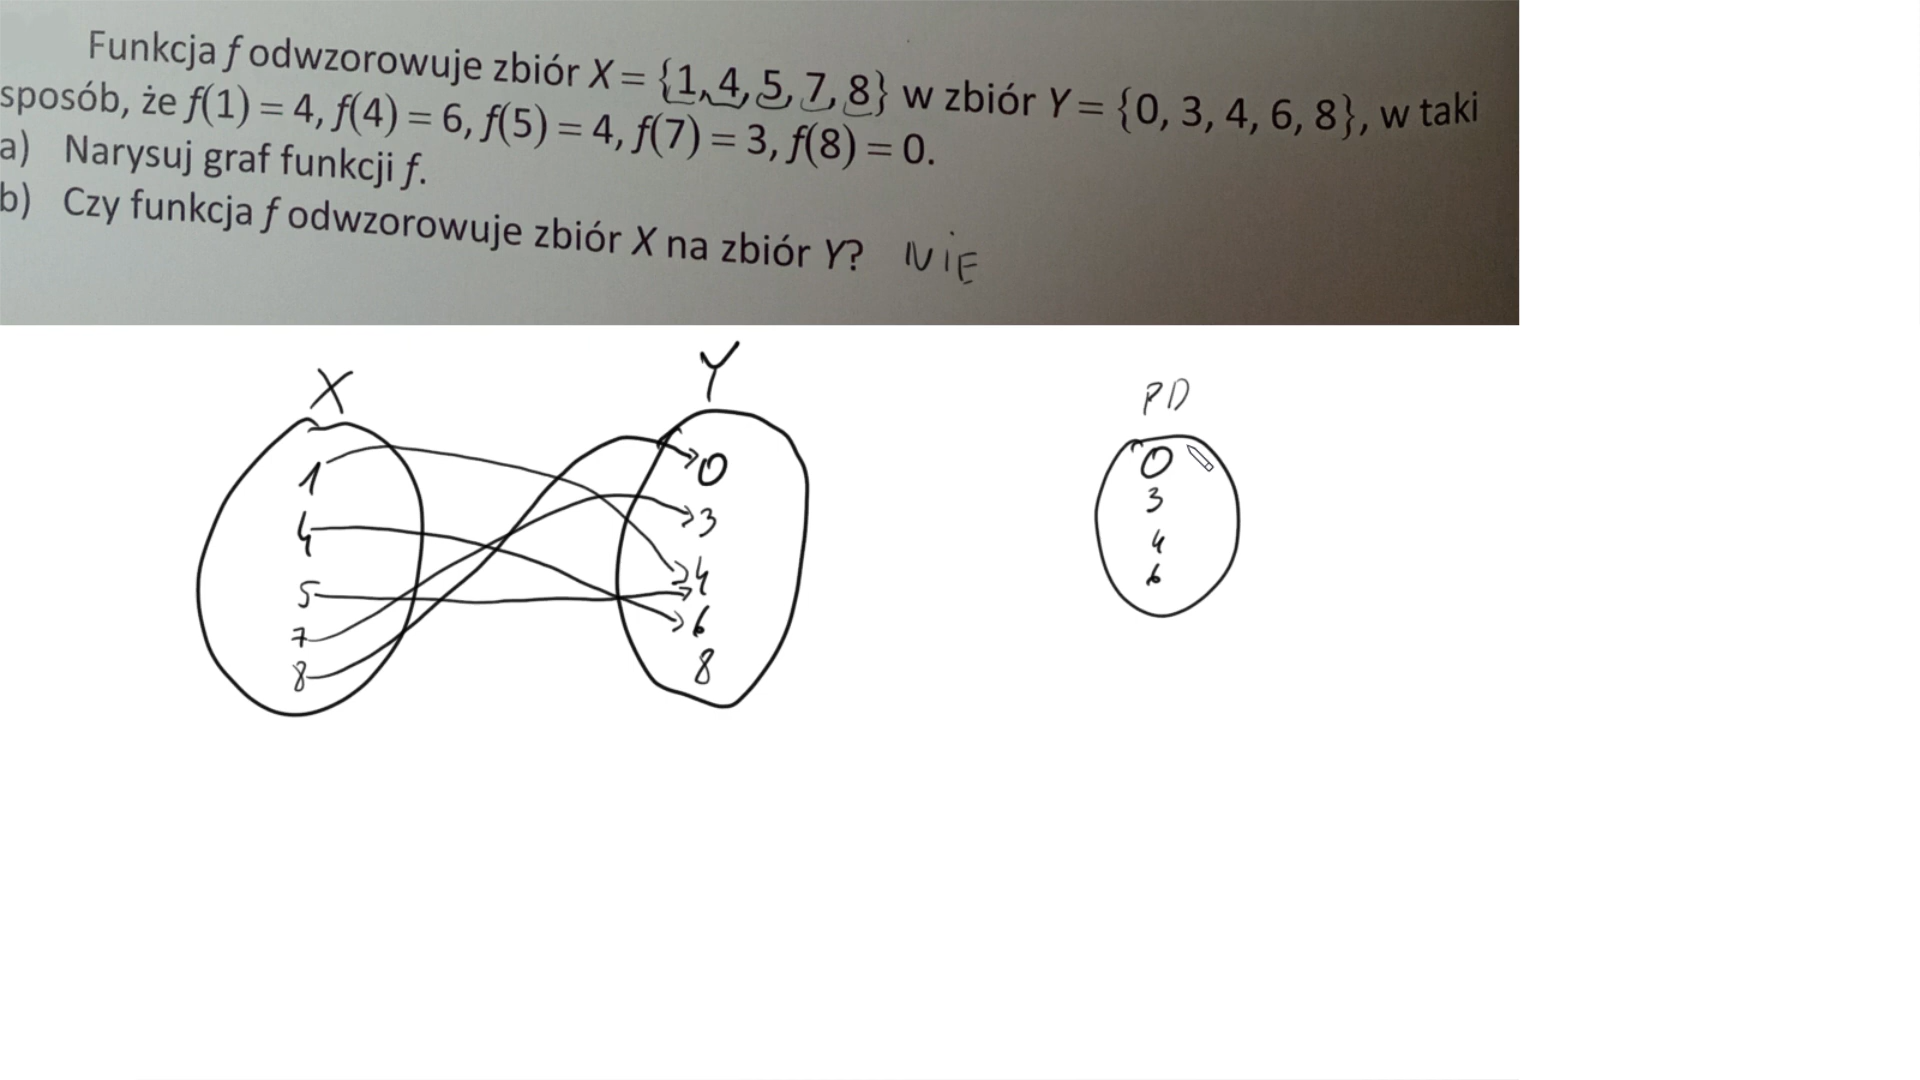 Funkcja f odwzorowuje zbiór X = {1, 4, 5, 7, 8} w zbiór Y = {0, 3, 4, 6, 8}, w taki
sposób, że f(1) = 4, f(4) = 6, f(5) = 4, f(7) = 3, f(8) = 0.
a) Narysuj graf funkcji f.
b) Czy funkcja f odwzorowuje zbiór X na zbiór Y? NIE
X
1
4
5
7
8
Y
0
3
4
6
8
PD
0
3
4
6